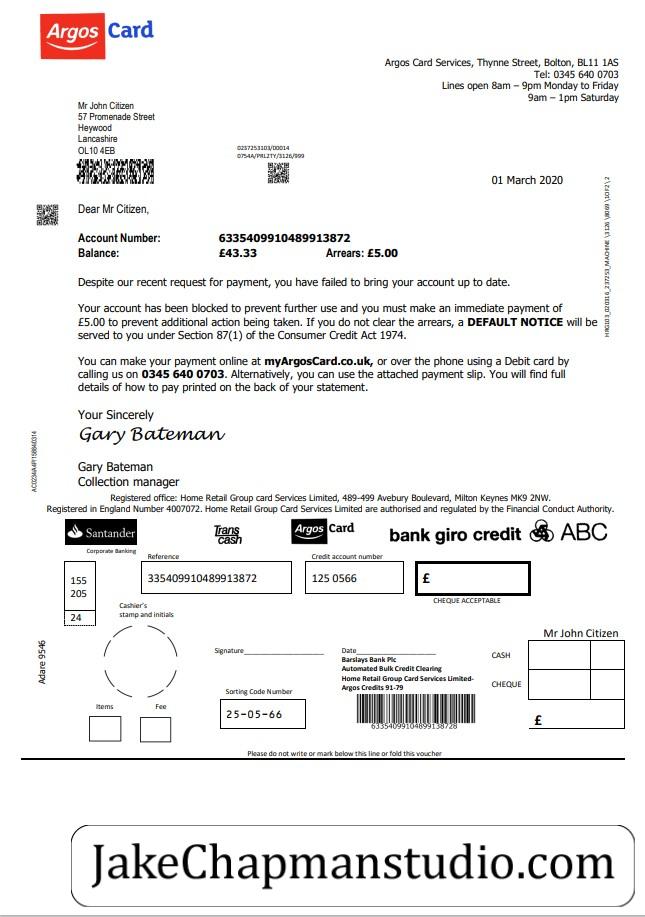 Argos Card
Argos Card Services, Thynne Street, Bolton, BL11 1AS
Tel: 0345 640 0703
Lines open 8am – 9pm Monday to Friday
9am – 1pm Saturday
Mr John Citizen
57 Promenade Street
Heywood
Lancashire
OL10 4EB
0237253103/00014
0754A/PRL2TY/3126/999
01 March 2020
Dear Mr Citizen,
Account Number: 6335409910489913872
Balance: £43.33 Arrears: £5.00
Despite our recent request for payment, you have failed to bring your account up to date.
Your account has been blocked to prevent further use and you must make an immediate payment of
£5.00 to prevent additional action being taken. If you do not clear the arrears, a DEFAULT NOTICE will be
served to you under Section 87(1) of the Consumer Credit Act 1974.
You can make your payment online at myArgosCard.co.uk, or over the phone using a Debit card by
calling us on 0345 640 0703. Alternatively, you can use the attached payment slip. You will find full
details of how to pay printed on the back of your statement.
Your Sincerely
Gary Bateman
Gary Bateman
Collection manager
Registered office: Home Retail Group card Services Limited, 489-499 Avebury Boulevard, Milton Keynes MK9 2NW.
Registered in England Number 4007072. Home Retail Group Card Services Limited are authorised and regulated by the Financial Conduct Authority.
Santander
Corporate Banking
Trans cash
Argos Card
bank giro credit ABC
Reference
Credit account number
155
205
24
335409910489913872
125 0566
£
CHEQUE ACCEPTABLE
Cashier's
stamp and initials
Mr John Citizen
Adare 9546
Signature
Date
Barslays Bank Plc
Automated Bulk Credit Clearing
Home Retail Group Card Services Limited-
Argos Credits 91-79
CASH
CHEQUE
Sorting Code Number
25-05-66
63354099104899138728
Items
Fee
£
Please do not write or mark below this line or fold this voucher
JakeChapmanstudio.com